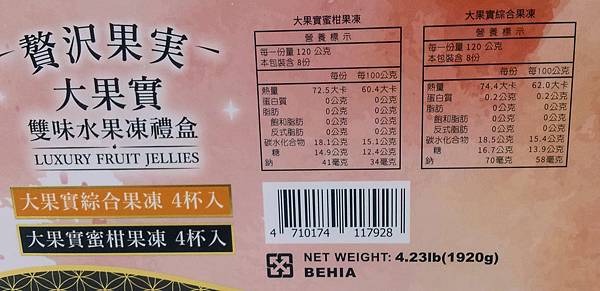 贅沢果実
大果實
雙味水果凍禮盒
LUXURY FRUIT JELLIES
大果實綜合果凍 4杯入
大果實蜜柑果凍 4杯入
大果實蜜柑果凍
營養標示
每一份量 120 公克
本包裝含 8份
每份 每100公克
熱量 72.5大卡 60.4大卡
蛋白質 0公克 0公克
脂肪 0公克 0公克
飽和脂肪 0公克 0公克
反式脂肪 0公克 0公克
碳水化合物 18.1公克 15.1公克
糖 14.9公克 12.4公克
鈉 41毫克 34毫克
大果實綜合果凍
營養標示
每一份量 120 公克
本包裝含 8份
每份 每100公克
熱量 74.4大卡 62.0大卡
蛋白質 0.2公克 0.2公克
脂肪 0公克 0公克
飽和脂肪 0公克 0公克
反式脂肪 0公克 0公克
碳水化合物 18.5公克 15.4公克
糖 16.7公克 13.9公克
鈉 70毫克 58毫克
4 710174 117928
NET WEIGHT: 4.23lb(1920g)
BEHIA